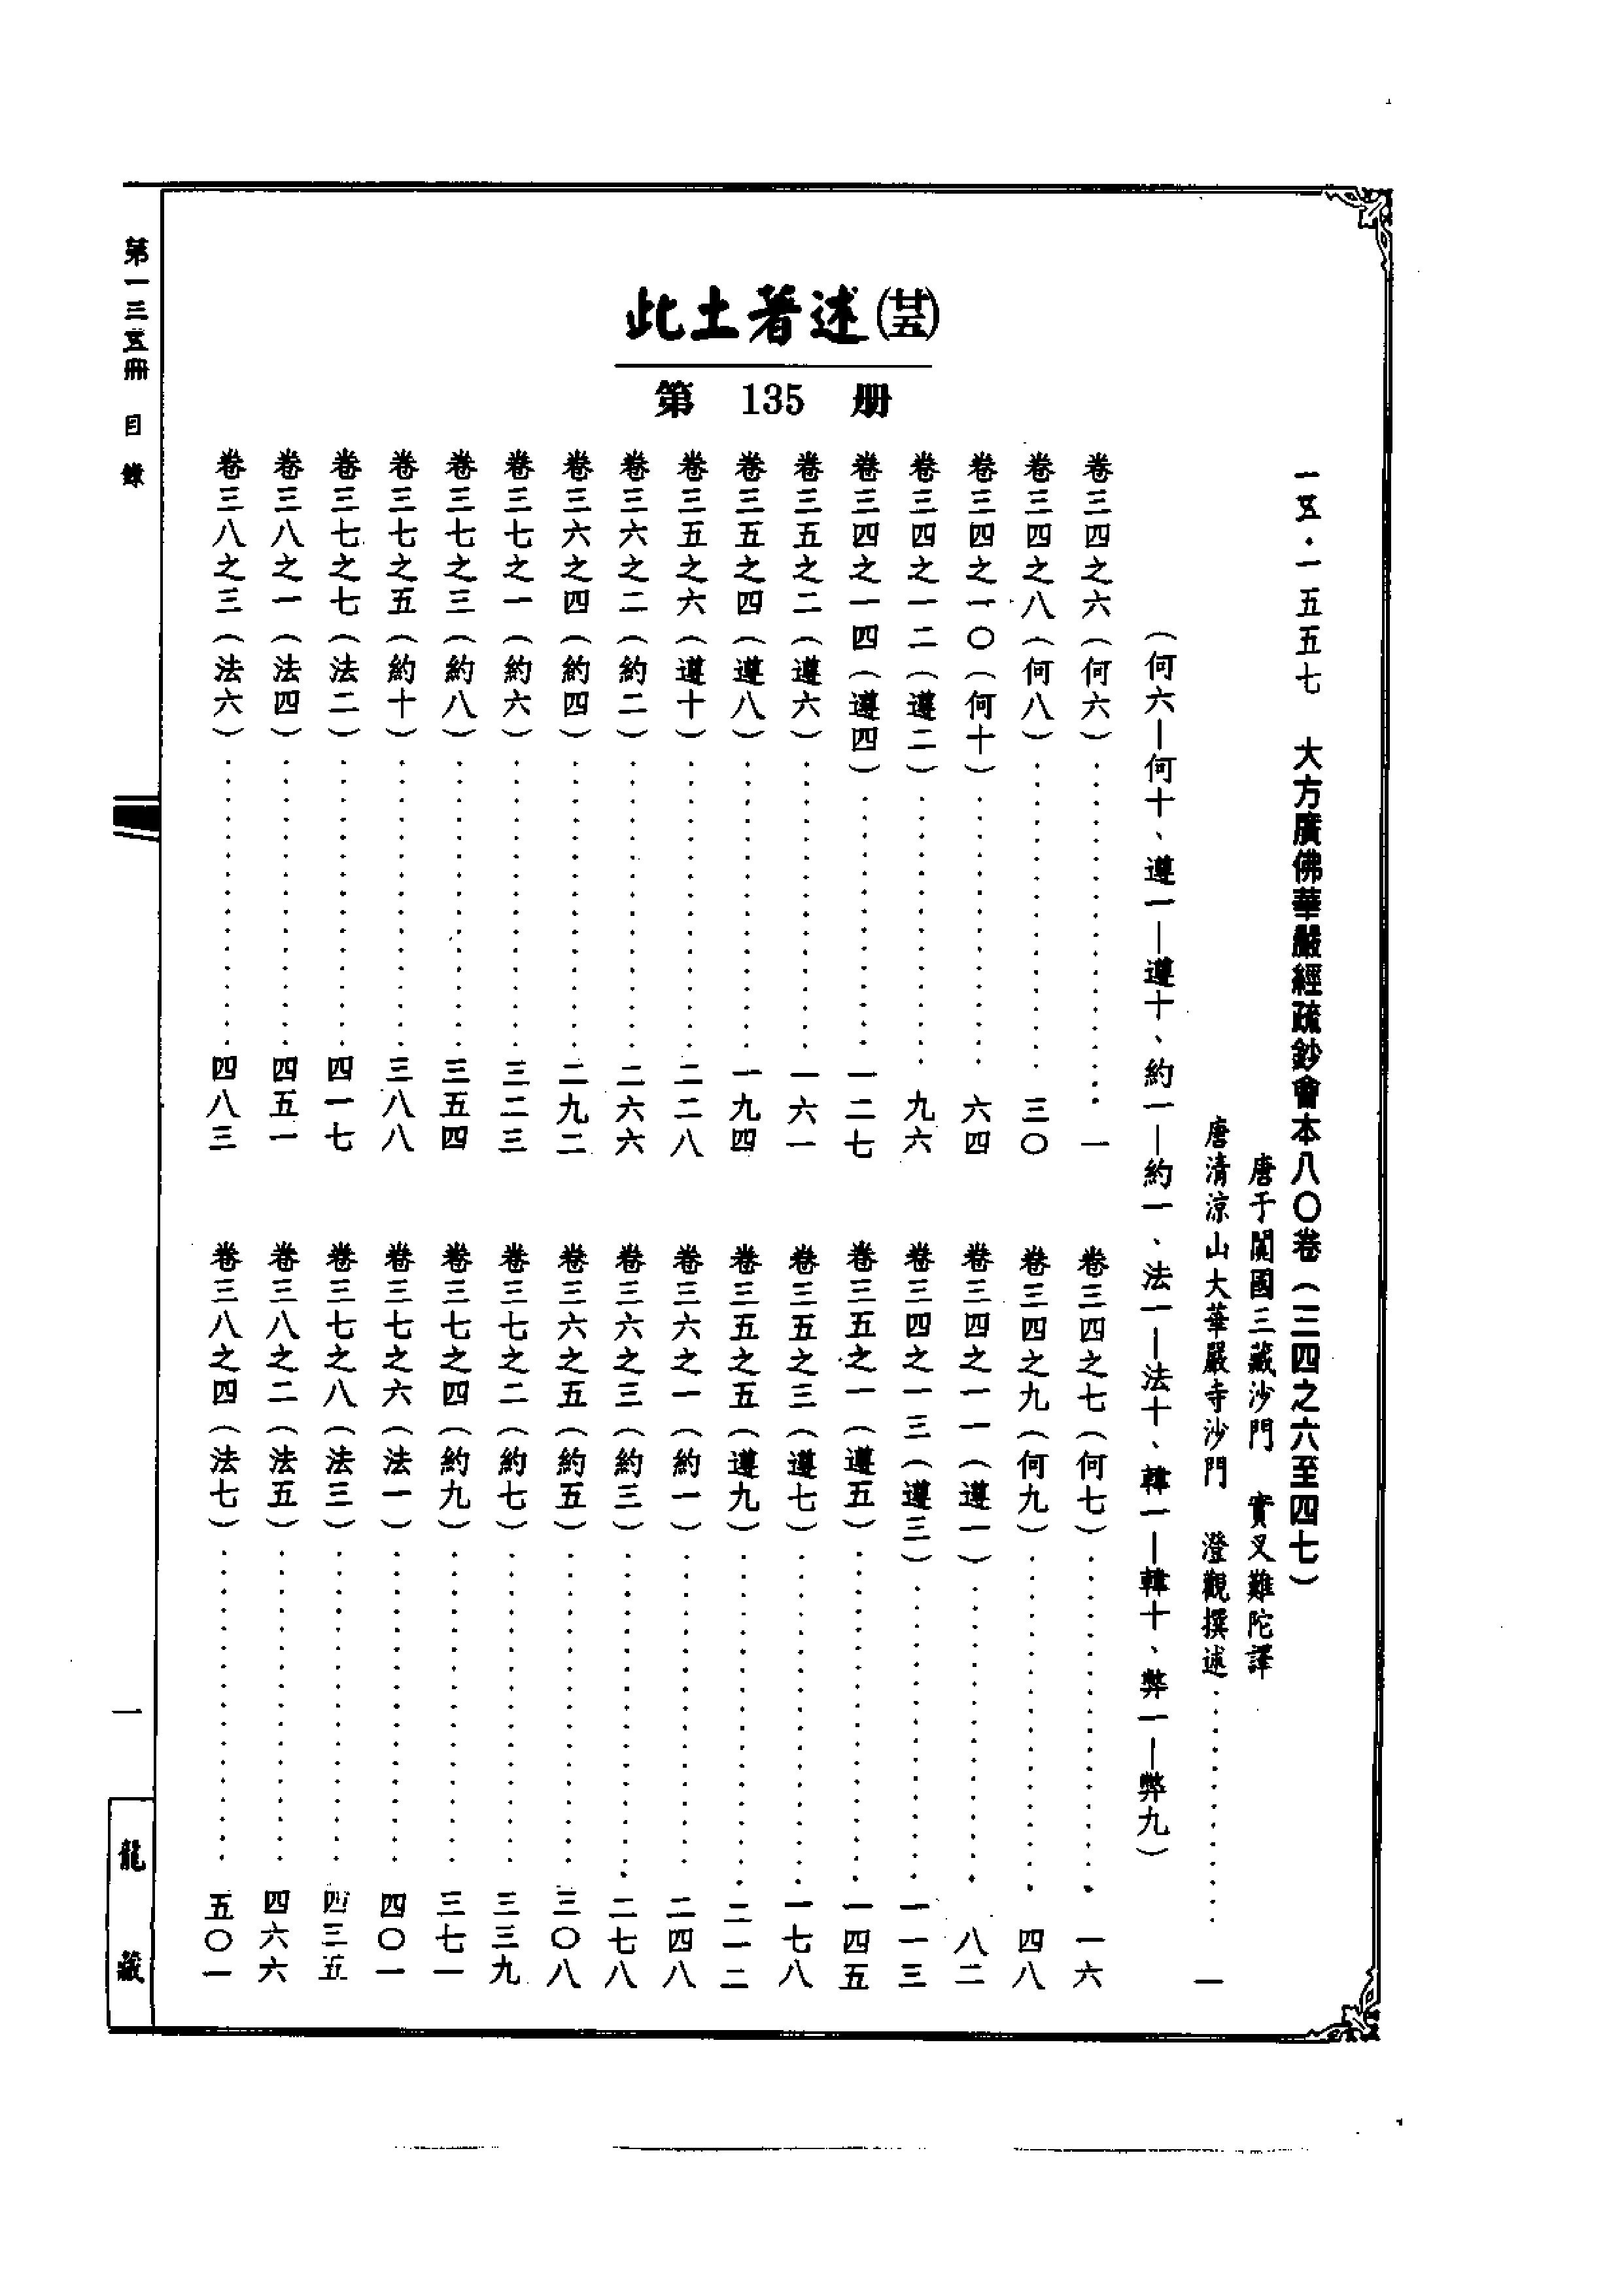 此土著述(廿五)
第 135 册
一五·一五五七 大方廣佛華嚴經疏鈔會本八〇卷(三四之六至四七)
唐于闐國三藏沙門 實叉難陀譯
唐清涼山大華嚴寺沙門 澄觀撰述……………一
(何六—何十、遵一—遵十、約一—約一、法一—法十、韓一—韓十、弊一—弊九)
卷三四之六(何六)……………一
卷三四之七(何七)……………一六
卷三四之八(何八)……………三〇
卷三四之九(何九)……………四八
卷三四之一〇(何十)……………六四
卷三四之一一(遵一)……………八二
卷三四之一二(遵二)……………九六
卷三四之一三(遵三)……………一一三
卷三四之一四(遵四)……………一二七
卷三五之一(遵五)……………一四五
卷三五之二(遵六)……………一六一
卷三五之三(遵七)……………一七八
卷三五之四(遵八)……………一九四
卷三五之五(遵九)……………二一二
卷三五之六(遵十)……………二二八
卷三六之一(約一)……………二四八
卷三六之二(約二)……………二六六
卷三六之三(約三)……………二七八
卷三六之四(約四)……………二九二
卷三六之五(約五)……………三〇八
卷三七之一(約六)……………三二三
卷三七之二(約七)……………三三九
卷三七之三(約八)……………三五四
卷三七之四(約九)……………三七一
卷三七之五(約十)……………三八八
卷三七之六(法一)……………四〇一
卷三七之七(法二)……………四一七
卷三七之八(法三)……………四三五
卷三八之一(法四)……………四五一
卷三八之二(法五)……………四六六
卷三八之三(法六)……………四八三
卷三八之四(法七)……………五〇一
第一三五冊 目錄
一
龍藏